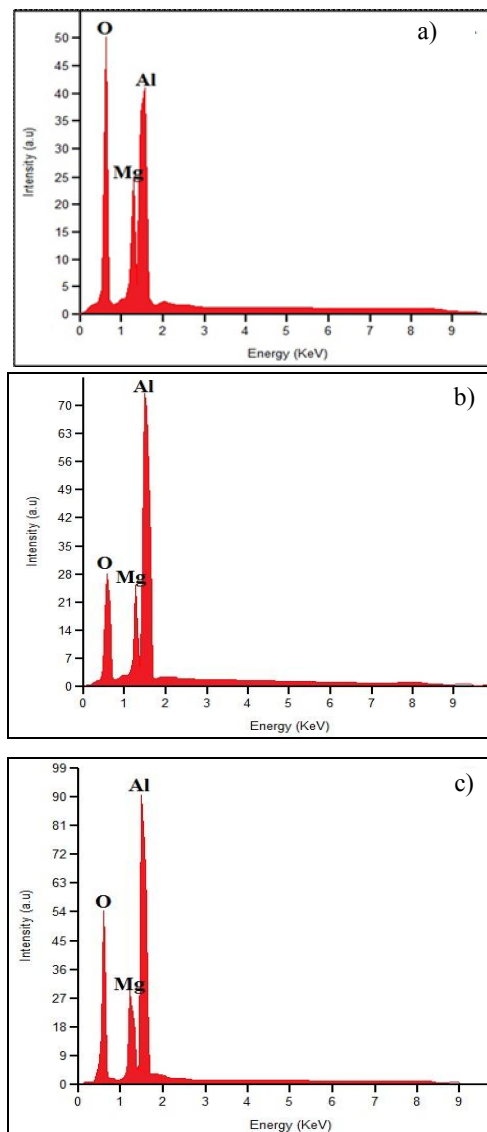 a)
O
Al
Mg
50
45
40
35
30
25
20
15
10
5
0
Intensity (a.u)
0 1 2 3 4 5 6 7 8 9
Energy (KeV)
b)
Al
O
Mg
70
63
56
49
42
35
28
21
14
7
0
Intensity (a.u)
0 1 2 3 4 5 6 7 8 9
Energy (KeV)
c)
Al
O
Mg
99
90
81
72
63
54
45
36
27
18
9
0
Intensity (a.u)
0 1 2 3 4 5 6 7 8 9
Energy (KeV)